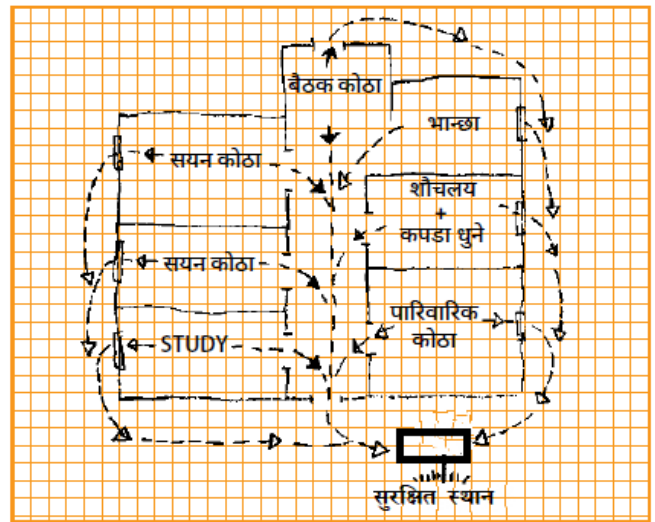 बैठक कोठा
भान्छा
सयन कोठा
शौचलय
+
कपडा धुने
सयन कोठा
पारिवारिक
कोठा
STUDY
सुरक्षित स्थान